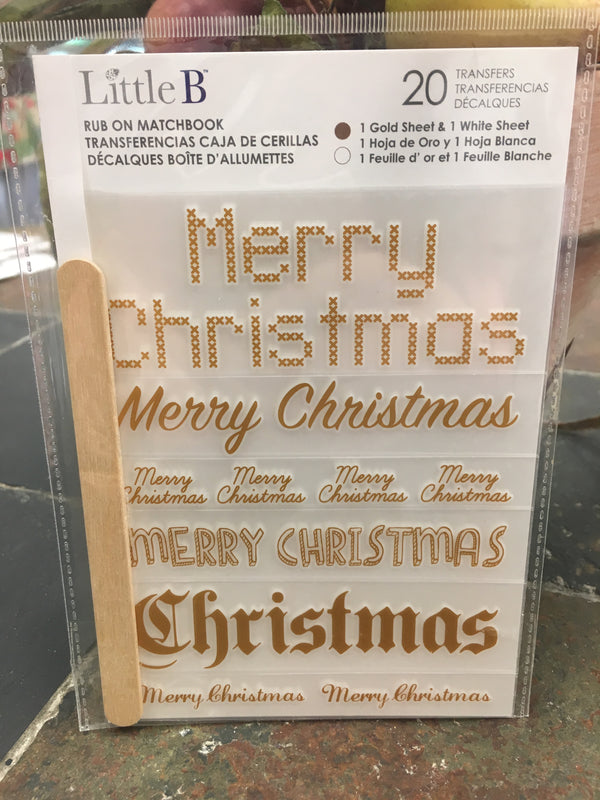 Little B™
20 TRANSFERS
TRANSFERENCIAS
DÉCALQUES
RUB ON MATCHBOOK
TRANSFERENCIAS CAJA DE CERILLAS
DÉCALQUES BOÎTE D'ALLUMETTES
1 Gold Sheet & 1 White Sheet
1 Hoja de Oro y 1 Hoja Blanca
1 Feuille d' or et 1 Feuille Blanche
Merry
Christmas
Merry Christmas
Merry Merry Merry Merry
Christmas Christmas Christmas Christmas
MERRY CHRISTMAS
Christmas
Merry Christmas Merry Christmas